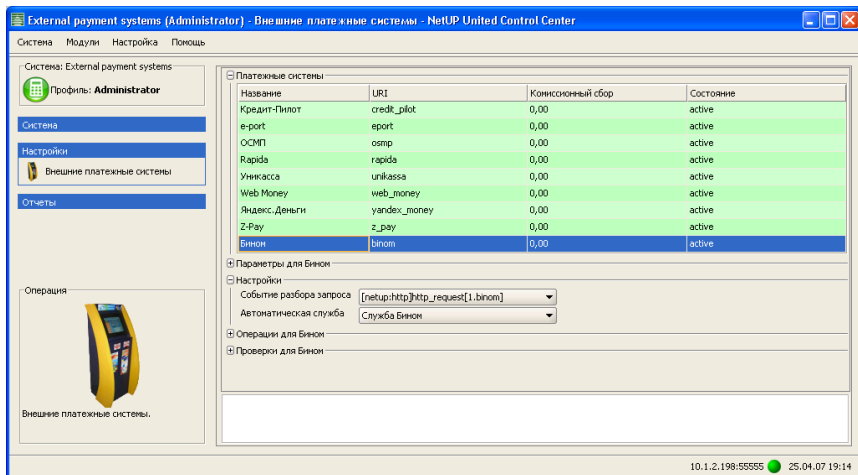 External payment systems (Administrator) - Внешние платежные системы - NetUP United Control Center
Система Модули Настройка Помощь
Система: External payment systems
Профиль: Administrator
Система
Настройки
Внешние платежные системы
Отчеты
Операция
Внешние платежные системы.
Платежные системы
Название URI Комиссионный сбор Состояние
Кредит-Пилот credit_pilot 0,00 active
e-port eport 0,00 active
ОСМП osmp 0,00 active
Rapida rapida 0,00 active
Уникасса unikassa 0,00 active
Web Money web_money 0,00 active
Яндекс.Деньги yandex_money 0,00 active
Z-Pay z_pay 0,00 active
Бином binom 0,00 active
Параметры для Бином
Настройки
Событие разбора запроса [netup:http]http_request[1.binom]
Автоматическая служба Служба Бином
Операции для Бином
Проверки для Бином
10.1.2.198:55555 25.04.07 19:14